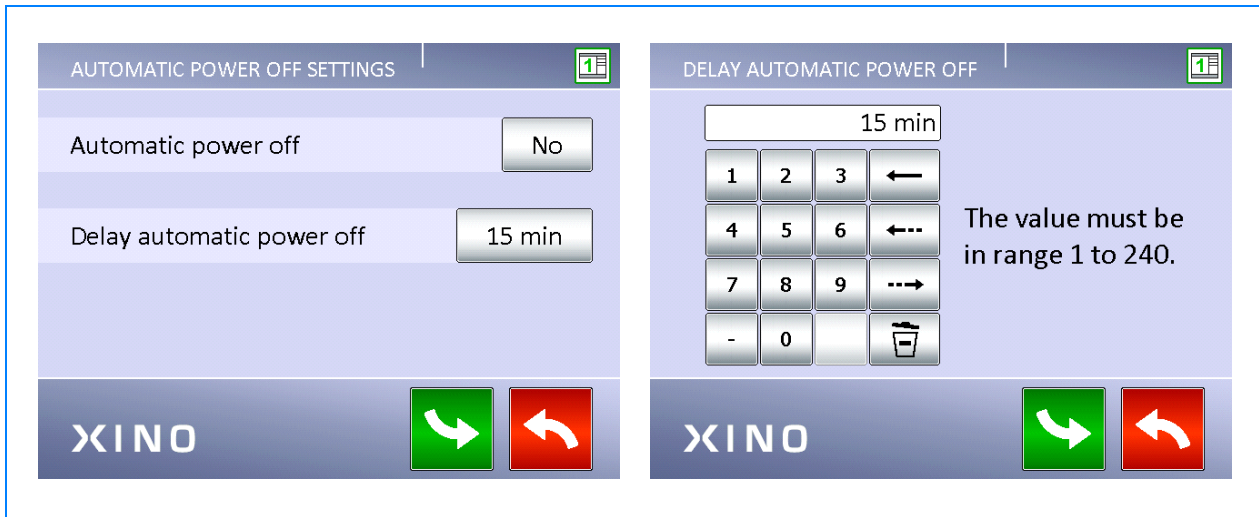 AUTOMATIC POWER OFF SETTINGS
1
Automatic power off
No
Delay automatic power off
15 min
XINO
DELAY AUTOMATIC POWER OFF
1
15 min
1 2 3
4 5 6
7 8 9
- 0
The value must be
in range 1 to 240.
XINO